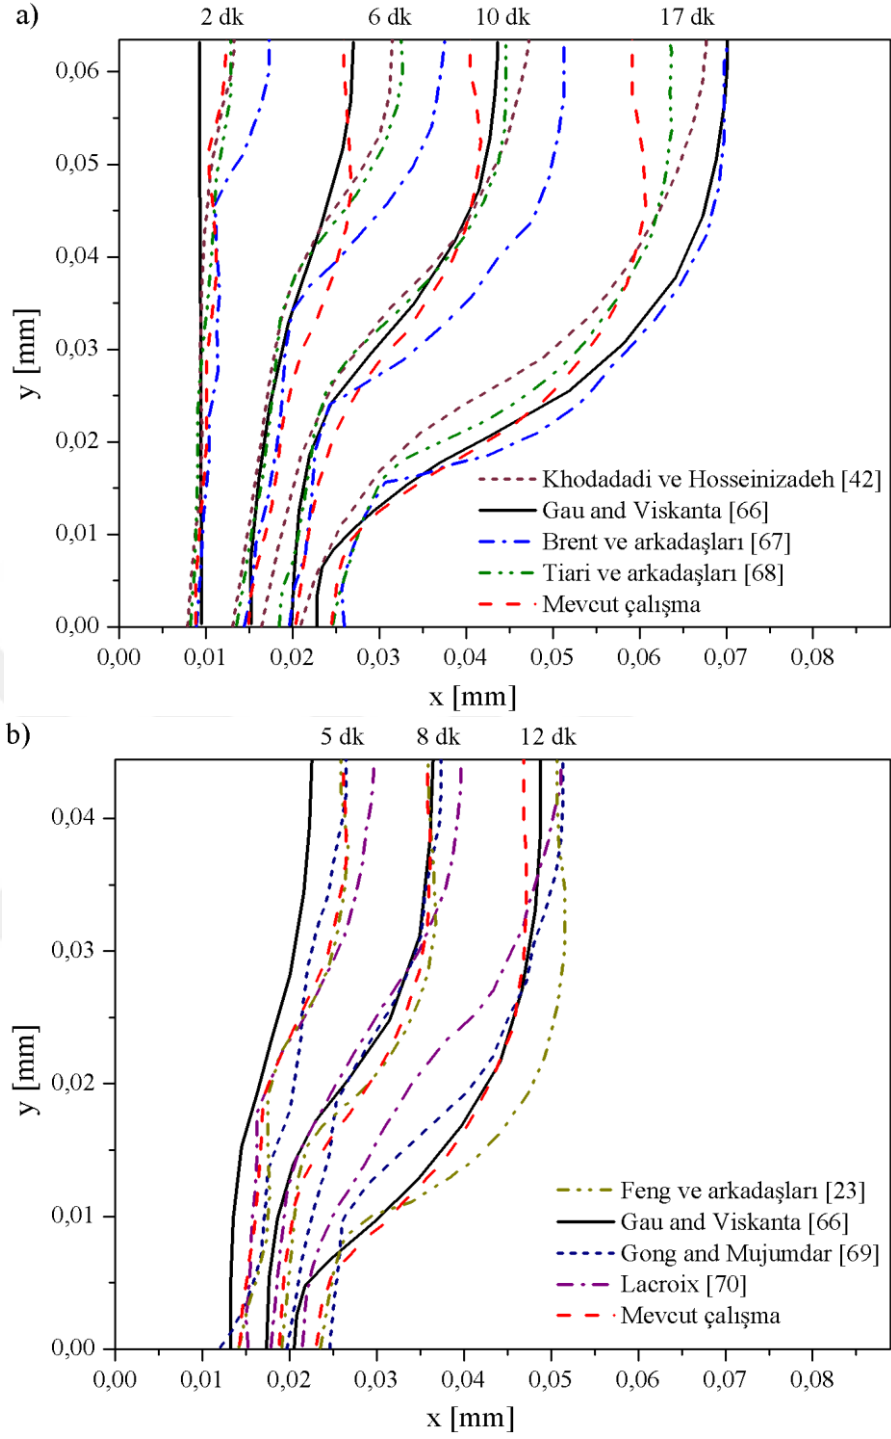 a)
2 dk 6 dk 10 dk 17 dk
0,06
0,05
0,04
0,03
0,02
0,01
0,00
y [mm]
Khodadadi ve Hosseinizadeh [42]
Gau and Viskanta [66]
Brent ve arkadaşları [67]
Tiari ve arkadaşları [68]
Mevcut çalışma
0,00 0,01 0,02 0,03 0,04 0,05 0,06 0,07 0,08
x [mm]
b)
5 dk 8 dk 12 dk
0,04
0,03
0,02
0,01
0,00
y [mm]
Feng ve arkadaşları [23]
Gau and Viskanta [66]
Gong and Mujumdar [69]
Lacroix [70]
Mevcut çalışma
0,00 0,01 0,02 0,03 0,04 0,05 0,06 0,07 0,08
x [mm]